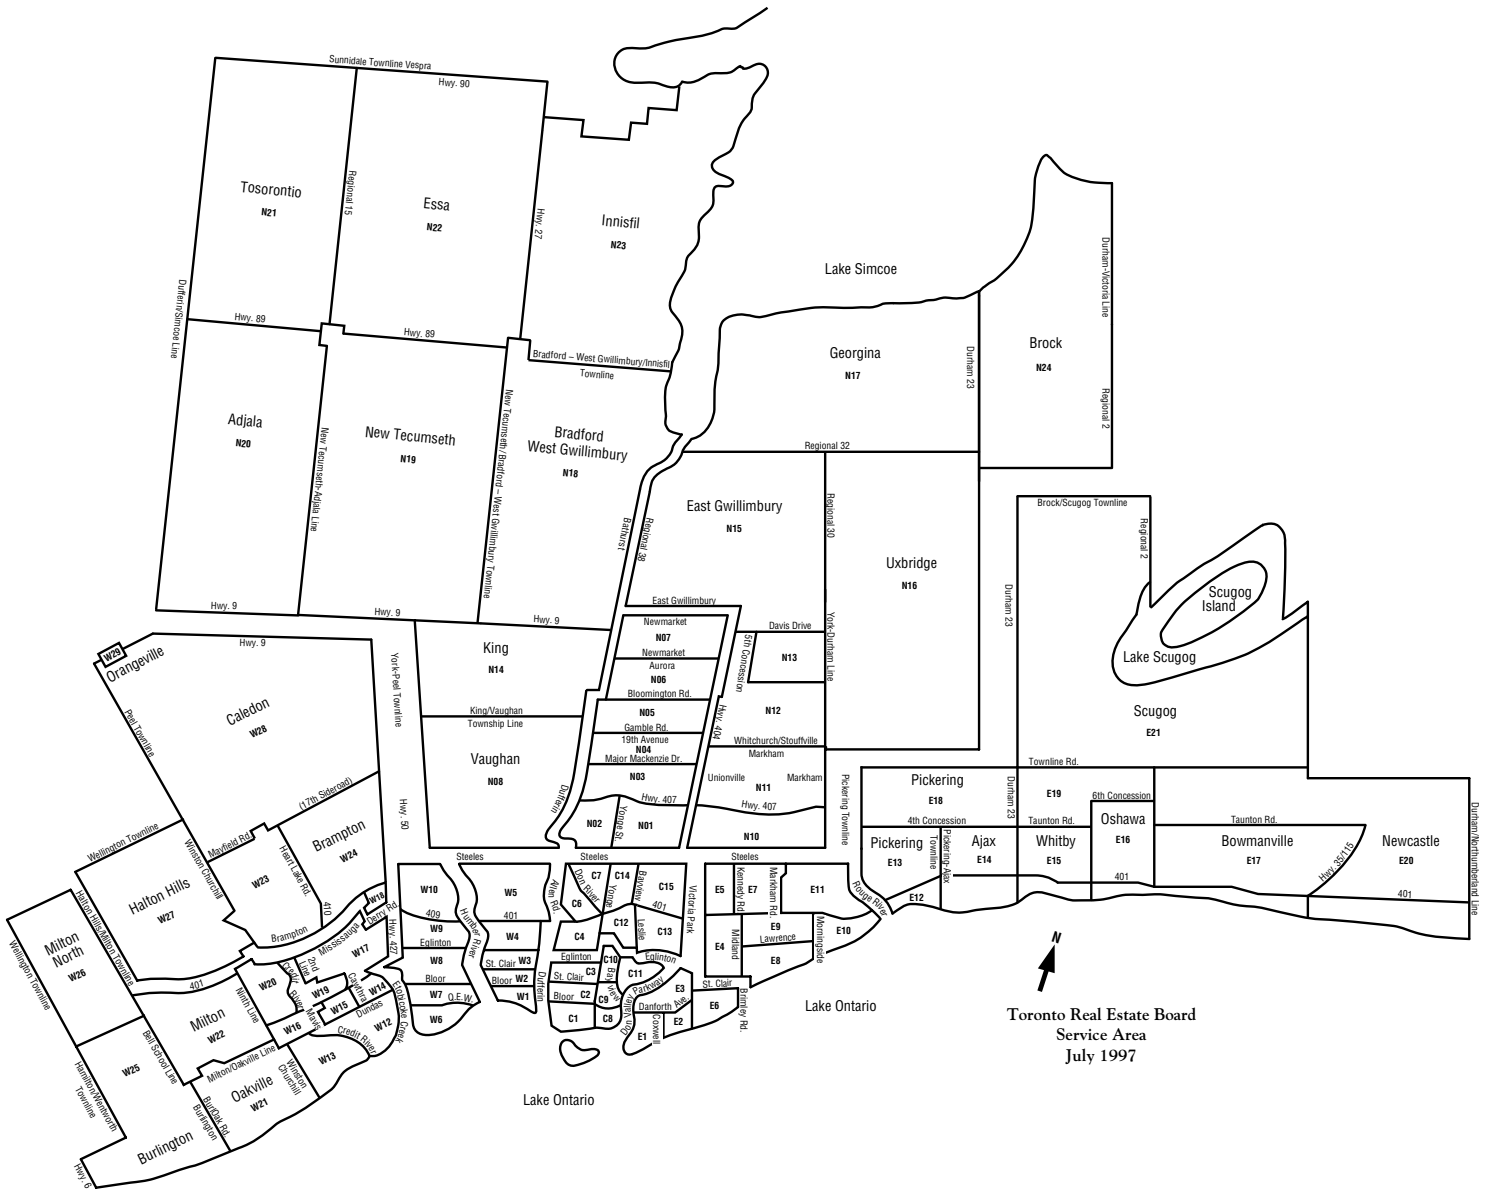 Sunnidale Townline Vespra
Hwy. 90
Tosorontio
N21
Regional 15
Essa
N22
Hwy. 27
Innisfil
N23
Lake Simcoe
Durham-Victoria Line
Dufferin/Simcoe Line
Hwy. 89
Hwy. 89
Bradford – West Gwillimbury/Innisfil
Townline
Georgina
N17
Durham 23
Brock
N24
Regional 2
Adjala
N20
New Tecumseth-Adjala Line
New Tecumseth
N19
New Tecumseth/Bradford – West Gwillimbury Townline
Bradford
West Gwillimbury
N18
Regional 32
Bathurst
Regional 38
East Gwillimbury
N15
Regional 30
Uxbridge
N16
Brock/Scugog Townline
Regional 2
Durham 23
Scugog
Island
Lake Scugog
Scugog
E21
Hwy. 9
Hwy. 9
Hwy. 9
Hwy. 9
East Gwillimbury
Newmarket
N07
Newmarket
Aurora
N06
Bloomington Rd.
N05
Gamble Rd.
19th Avenue
N04
Major Mackenzie Dr.
N03
Hwy. 407
N02
Yonge St.
N01
Davis Drive
5th Concession
N13
York-Durham Line
N12
Hwy. 404
Whitchurch/Stouffville
Markham
Unionville
Markham
N11
Hwy. 407
N10
King
N14
King/Vaughan
Township Line
Vaughan
N08
Dufferin
York-Peel Townline
Hwy. 50
W29
Orangeville
Peel Townline
Caledon
W28
(17th Sideroad)
Mayfield Rd.
Wellington Townline
Winston Churchill
Heart Lake Rd.
Brampton
W24
W23
410
Halton Hills
W27
Halton Hills/Milton Townline
Wellington Townline
Milton
North
W26
Brampton
Mississauga
W18
Derry Rd.
Hwy. 427
W17
2nd
Line
Credit
River
W20
W19
Cawthra
W14
W15
Mavis
Dundas
W16
W12
Credit River
W13
Etobicoke Creek
401
Ninth Line
Milton
W22
Milton/Oakville Line
Winston
Churchill
Oakville
W21
Burl Oak Rd.
Burlington
Bell School Line
W25
Hamilton/Wentworth
Townline
Burlington
Hwy. 6
Steeles
Steeles
Steeles
W10
409
W9
Eglinton
W8
Bloor
W7
Q.E.W.
W6
Humber River
W5
401
W4
St. Clair
W3
Bloor
W2
W1
Allen Rd.
Dufferin
Don River
C7
C6
C14
Yonge
Bayview
C15
401
C12
Leslie
C13
C4
Eglinton
C10
Eglinton
C3
St. Clair
C11
Bayview
Bloor
C2
C9
C1
C8
Don Valley
Parkway
Danforth Ave.
E3
E1
Coxwell
E2
Victoria Park
St. Clair
E6
Brimley Rd.
E5
Kennedy Rd.
E7
Markham Rd.
E11
E9
Lawrence
E4
Midland
E8
Morningside
E10
Rouge River
Pickering Townline
Townline Rd.
Pickering
E18
4th Concession
Durham 23
E19
Taunton Rd.
6th Concession
Oshawa
E16
Taunton Rd.
Pickering
E13
Pickering-Ajax
Townline
Ajax
E14
Whitby
E15
401
E12
Bowmanville
E17
Hwy. 35/115
Newcastle
E20
401
Durham/Northumberland Line
N
Lake Ontario
Lake Ontario
Toronto Real Estate Board
Service Area
July 1997